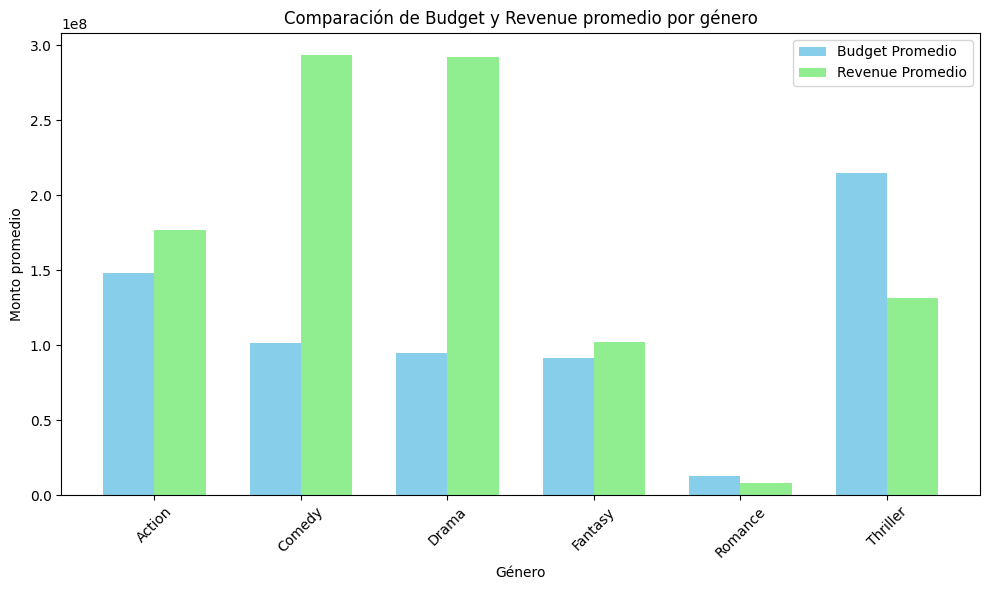 Comparación de Budget y Revenue promedio por género
1e8
Budget Promedio
Revenue Promedio
Monto promedio
3.0
2.5
2.0
1.5
1.0
0.5
0.0
Action
Comedy
Drama
Fantasy
Romance
Thriller
Género